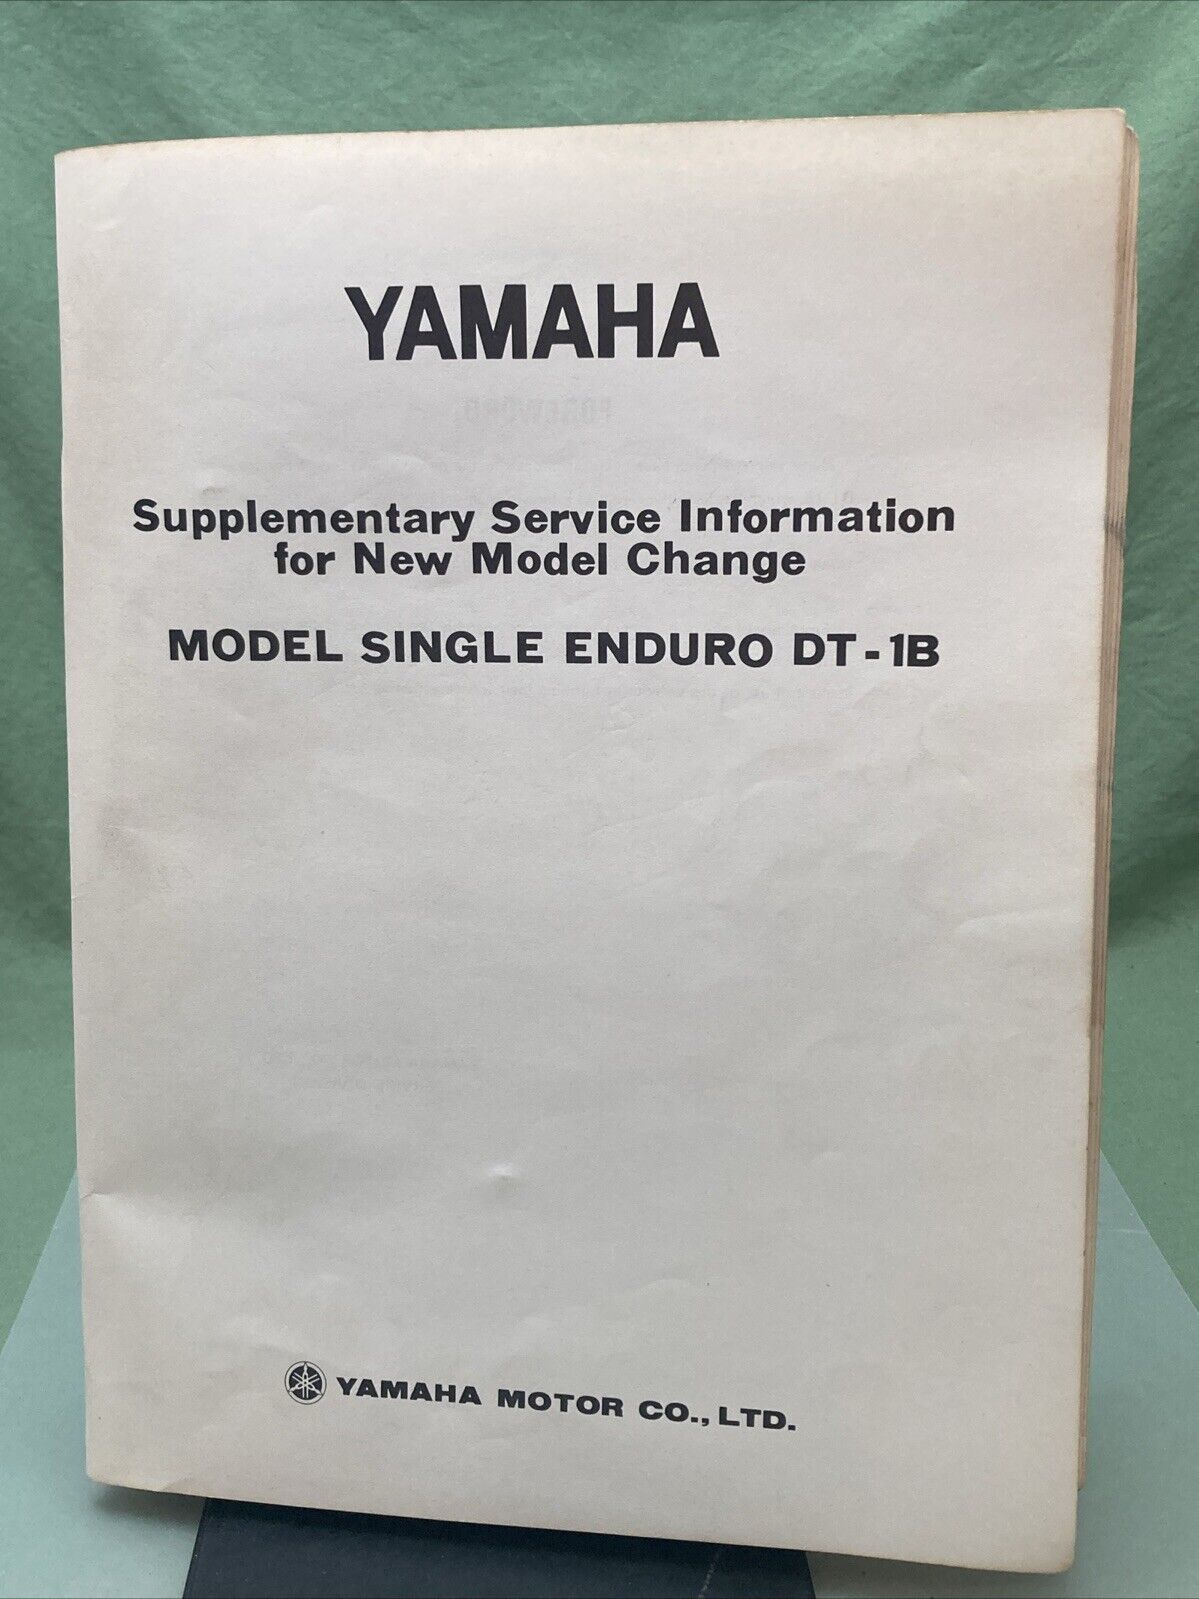 YAMAHA
Supplementary Service Information
for New Model Change
MODEL SINGLE ENDURO DT-1B
YAMAHA MOTOR CO., LTD.